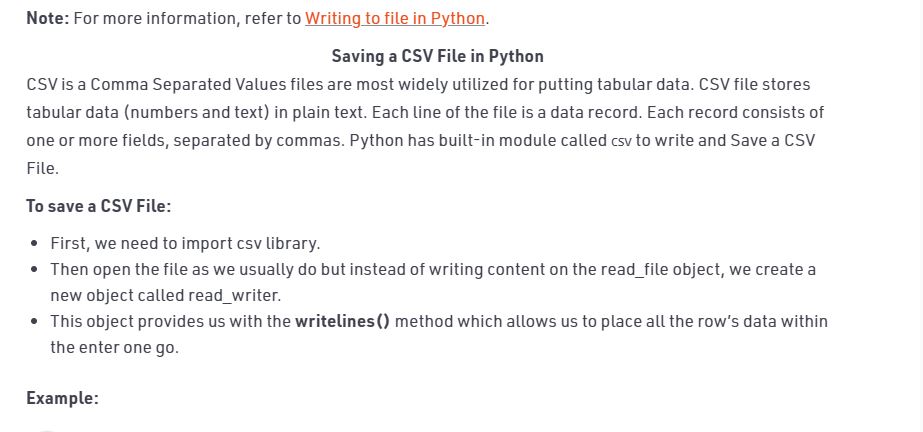 Note: For more information, refer to Writing to file in Python.
Saving a CSV File in Python
CSV is a Comma Separated Values files are most widely utilized for putting tabular data. CSV file stores
tabular data (numbers and text) in plain text. Each line of the file is a data record. Each record consists of
one or more fields, separated by commas. Python has built-in module called csv to write and Save a CSV
File.
To save a CSV File:
• First, we need to import csv library.
• Then open the file as we usually do but instead of writing content on the read_file object, we create a
new object called read_writer.
• This object provides us with the writelines() method which allows us to place all the row's data within
the enter one go.
Example: